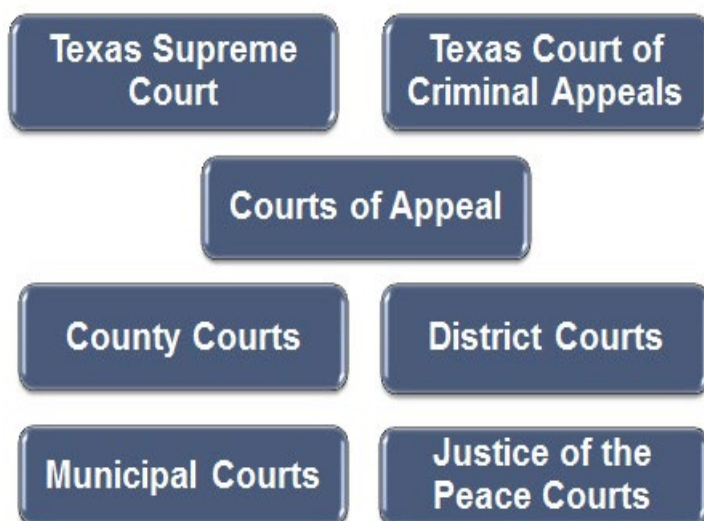 Texas Supreme
Court
Texas Court of
Criminal Appeals
Courts of Appeal
County Courts
District Courts
Municipal Courts
Justice of the
Peace Courts